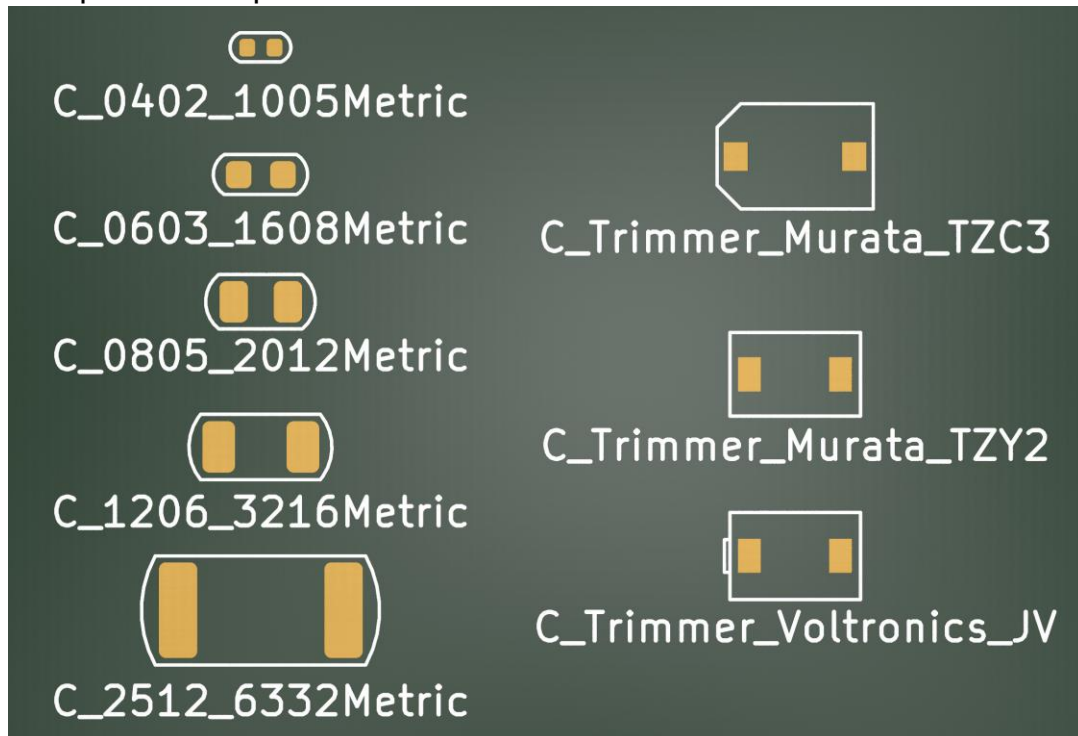 C_0402_1005Metric
C_0603_1608Metric
C_0805_2012Metric
C_1206_3216Metric
C_2512_6332Metric
C_Trimmer_Murata_TZC3
C_Trimmer_Murata_TZY2
C_Trimmer_Voltronics_JV